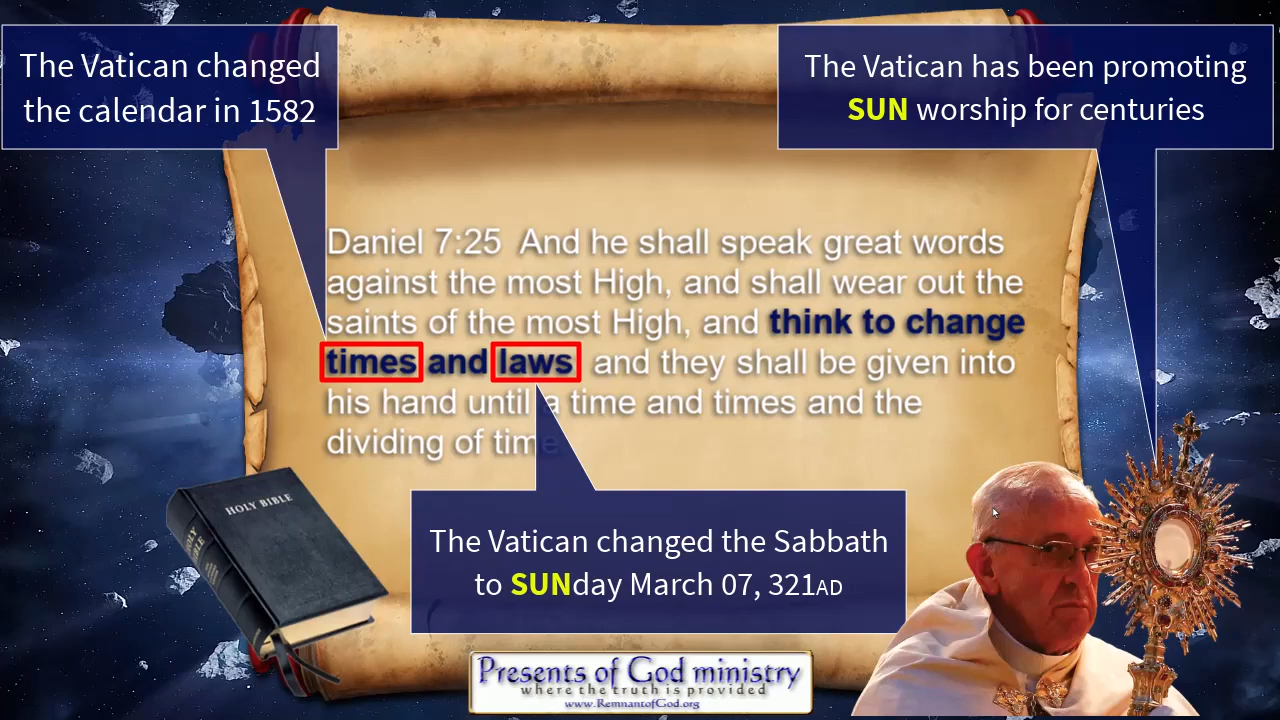 The Vatican changed
the calendar in 1582
The Vatican has been promoting
SUN worship for centuries
Daniel 7:25 And he shall speak great words
against the most High, and shall wear out the
saints of the most High, and think to change
times and laws and they shall be given into
his hand until a time and times and the
dividing of time
The Vatican changed the Sabbath
to SUNday March 07, 321AD
HOLY BIBLE
HOLY BIBLE
Presents of God ministry
where the truth is provided
www.RemnantofGod.org